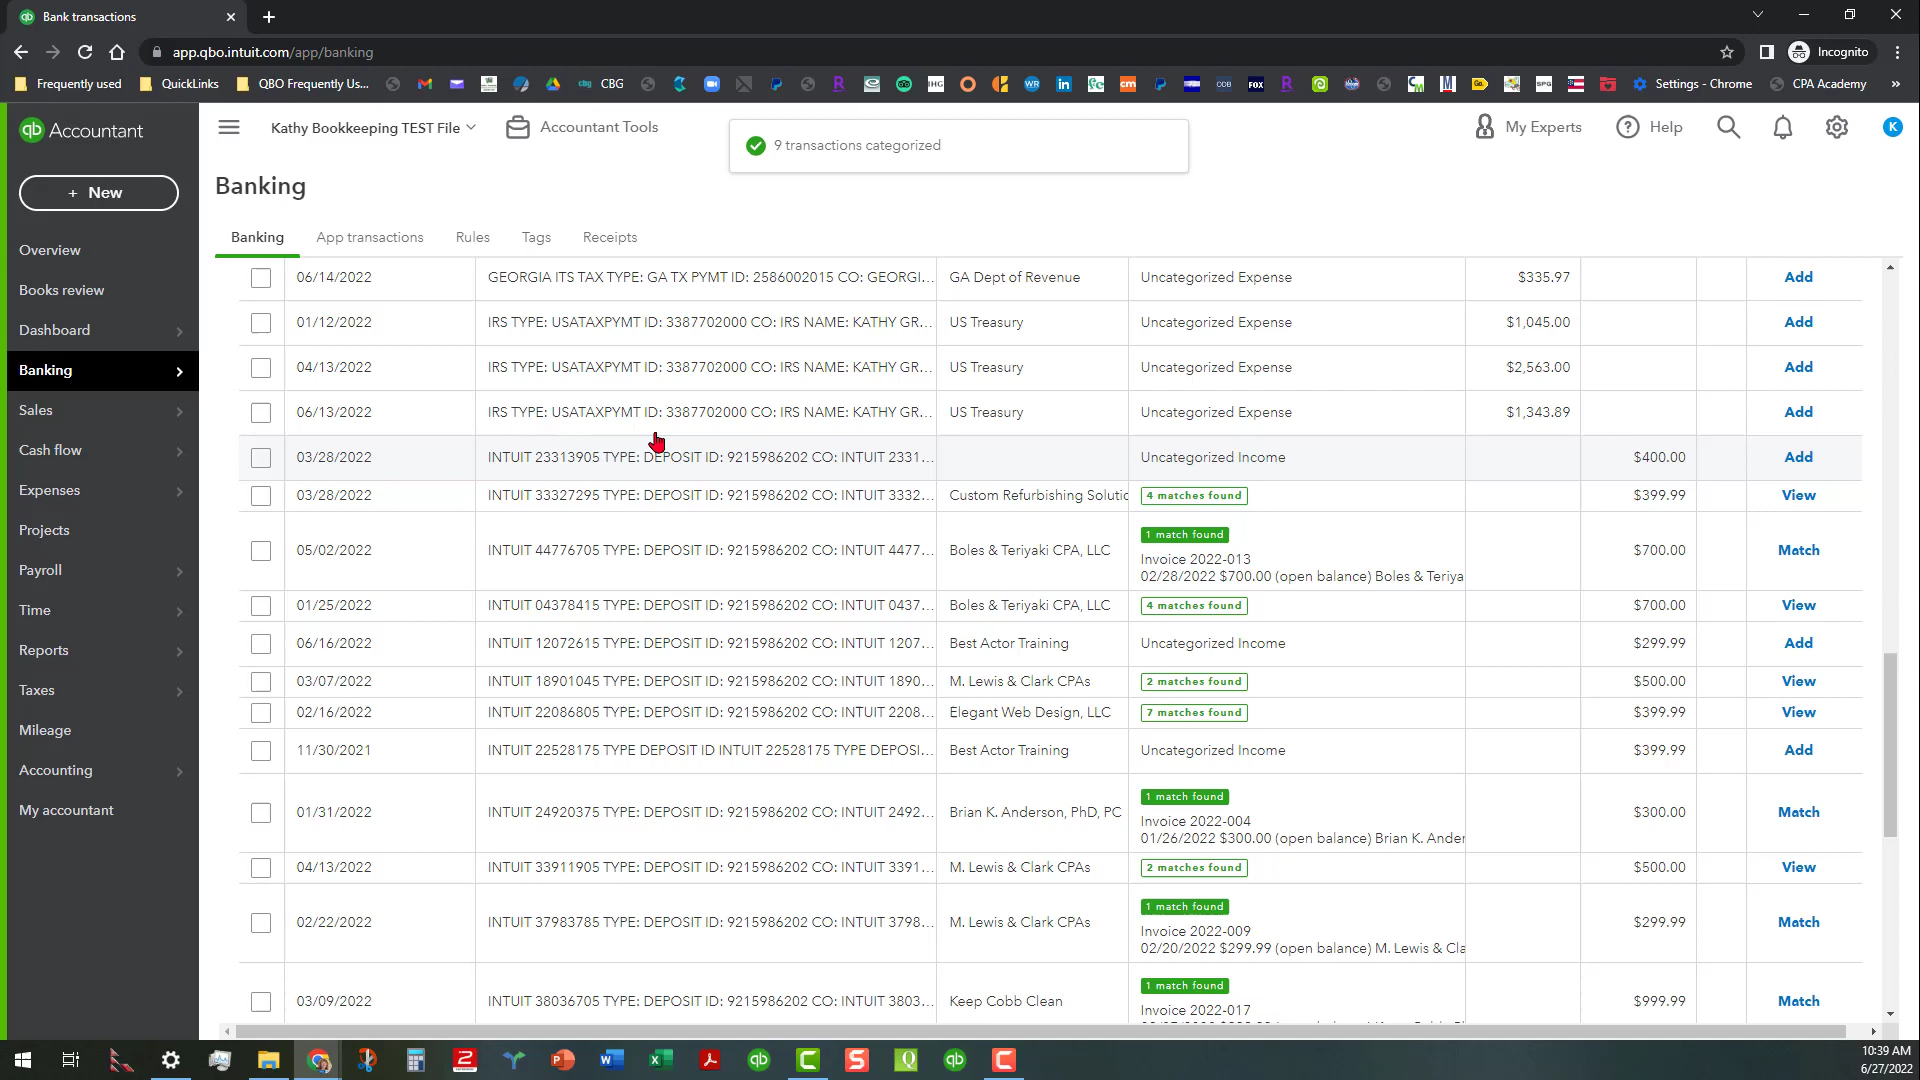 Bank transactions
app.qbo.intuit.com/app/banking
Incognito
Frequently used
QuickLinks
QBO Frequently Us...
CBG
Settings - Chrome
CPA Academy
»
qb Accountant
Kathy Bookkeeping TEST File
Accountant Tools
9 transactions categorized
My Experts
Help
K
+ New
Banking
Banking
App transactions
Rules
Tags
Receipts
Overview
Books review
Dashboard
Banking
Sales
Cash flow
Expenses
Projects
Payroll
Time
Reports
Taxes
Mileage
Accounting
My accountant
06/14/2022 GEORGIA ITS TAX TYPE: GA TX PYMT ID: 2586002015 CO: GEORGI... GA Dept of Revenue Uncategorized Expense $335.97 Add
01/12/2022 IRS TYPE: USATAXPYMT ID: 3387702000 CO: IRS NAME: KATHY GR... US Treasury Uncategorized Expense $1,045.00 Add
04/13/2022 IRS TYPE: USATAXPYMT ID: 3387702000 CO: IRS NAME: KATHY GR... US Treasury Uncategorized Expense $2,563.00 Add
06/13/2022 IRS TYPE: USATAXPYMT ID: 3387702000 CO: IRS NAME: KATHY GR... US Treasury Uncategorized Expense $1,343.89 Add
03/28/2022 INTUIT 23313905 TYPE: DEPOSIT ID: 9215986202 CO: INTUIT 2331... Uncategorized Income $400.00 Add
03/28/2022 INTUIT 33327295 TYPE: DEPOSIT ID: 9215986202 CO: INTUIT 3332... Custom Refurbishing Solutic 4 matches found $399.99 View
1 match found
05/02/2022 INTUIT 44776705 TYPE: DEPOSIT ID: 9215986202 CO: INTUIT 4477... Boles & Teriyaki CPA, LLC Invoice 2022-013 $700.00 Match
02/28/2022 $700.00 (open balance) Boles & Teriya
01/25/2022 INTUIT 04378415 TYPE: DEPOSIT ID: 9215986202 CO: INTUIT 0437... Boles & Teriyaki CPA, LLC 4 matches found $700.00 View
06/16/2022 INTUIT 12072615 TYPE: DEPOSIT ID: 9215986202 CO: INTUIT 1207... Best Actor Training Uncategorized Income $299.99 Add
03/07/2022 INTUIT 18901045 TYPE: DEPOSIT ID: 9215986202 CO: INTUIT 1890... M. Lewis & Clark CPAs 2 matches found $500.00 View
02/16/2022 INTUIT 22086805 TYPE: DEPOSIT ID: 9215986202 CO: INTUIT 2208... Elegant Web Design, LLC 7 matches found $399.99 View
11/30/2021 INTUIT 22528175 TYPE DEPOSIT ID INTUIT 22528175 TYPE DEPOSI... Best Actor Training Uncategorized Income $399.99 Add
1 match found
01/31/2022 INTUIT 24920375 TYPE: DEPOSIT ID: 9215986202 CO: INTUIT 2492... Brian K. Anderson, PhD, PC Invoice 2022-004 $300.00 Match
01/26/2022 $300.00 (open balance) Brian K. Ander
04/13/2022 INTUIT 33911905 TYPE: DEPOSIT ID: 9215986202 CO: INTUIT 3391... M. Lewis & Clark CPAs 2 matches found $500.00 View
1 match found
02/22/2022 INTUIT 37983785 TYPE: DEPOSIT ID: 9215986202 CO: INTUIT 3798... M. Lewis & Clark CPAs Invoice 2022-009 $299.99 Match
02/20/2022 $299.99 (open balance) M. Lewis & Cla
1 match found
03/09/2022 INTUIT 38036705 TYPE: DEPOSIT ID: 9215986202 CO: INTUIT 3803... Keep Cobb Clean Invoice 2022-017 $999.99 Match
10:39 AM
6/27/2022